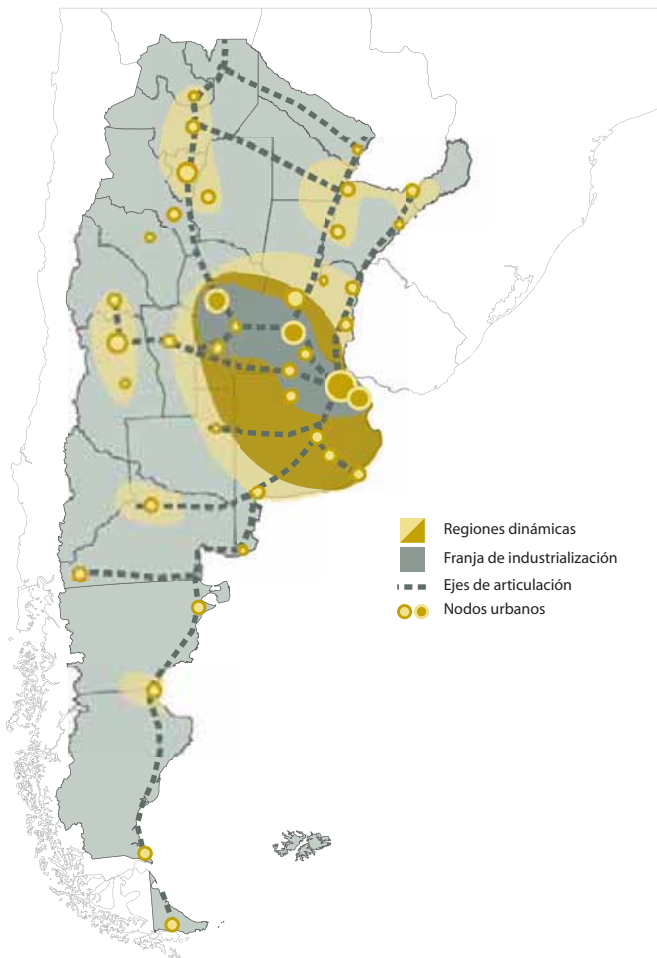 Regiones dinámicas
Franja de industrialización
Ejes de articulación
Nodos urbanos